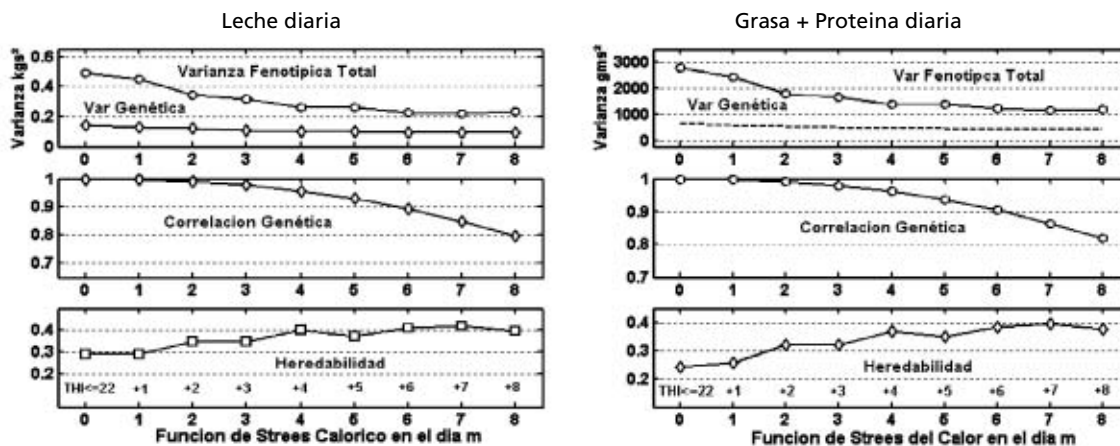 Leche diaria
Varianza kgs²
0.6
0.4
0.2
0
Varianza Fenotipica Total
Var Genética
0 1 2 3 4 5 6 7 8
1
0.9
0.8
0.7
Correlacion Genética
0 1 2 3 4 5 6 7 8
0.4
0.3
0.2
Heredabilidad
THI<=22 +1 +2 +3 +4 +5 +6 +7 +8
0 1 2 3 4 5 6 7 8
Funcion de Strees Calorico en el dia m
Grasa + Proteina diaria
Varianza gms²
3000
2000
1000
0
Var Fenotipca Total
Var Genética
0 1 2 3 4 5 6 7 8
1
0.9
0.8
0.7
Correlacion Genética
0 1 2 3 4 5 6 7 8
0.4
0.3
0.2
Heredabilidad
THI<=22 +1 +2 +3 +4 +5 +6 +7 +8
0 1 2 3 4 5 6 7 8
Funcion de Strees del Calor en el dia m